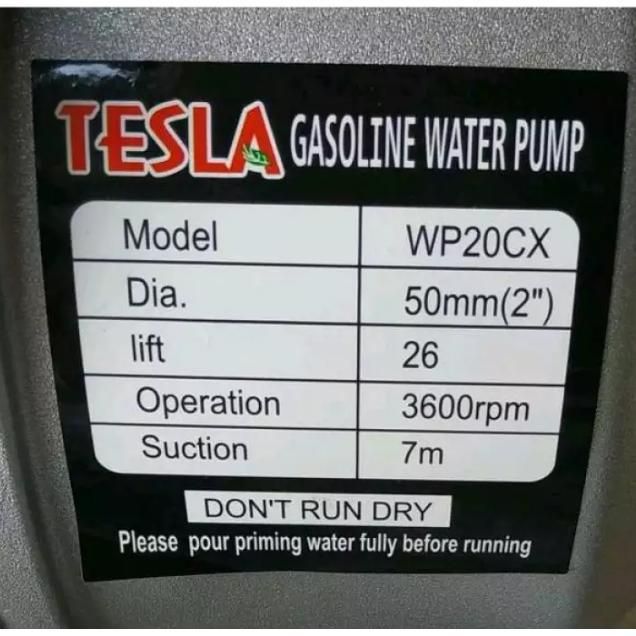 TESLA GASOLINE WATER PUMP
Model WP20CX
Dia. 50mm(2")
lift 26
Operation 3600rpm
Suction 7m
DON'T RUN DRY
Please pour priming water fully before running